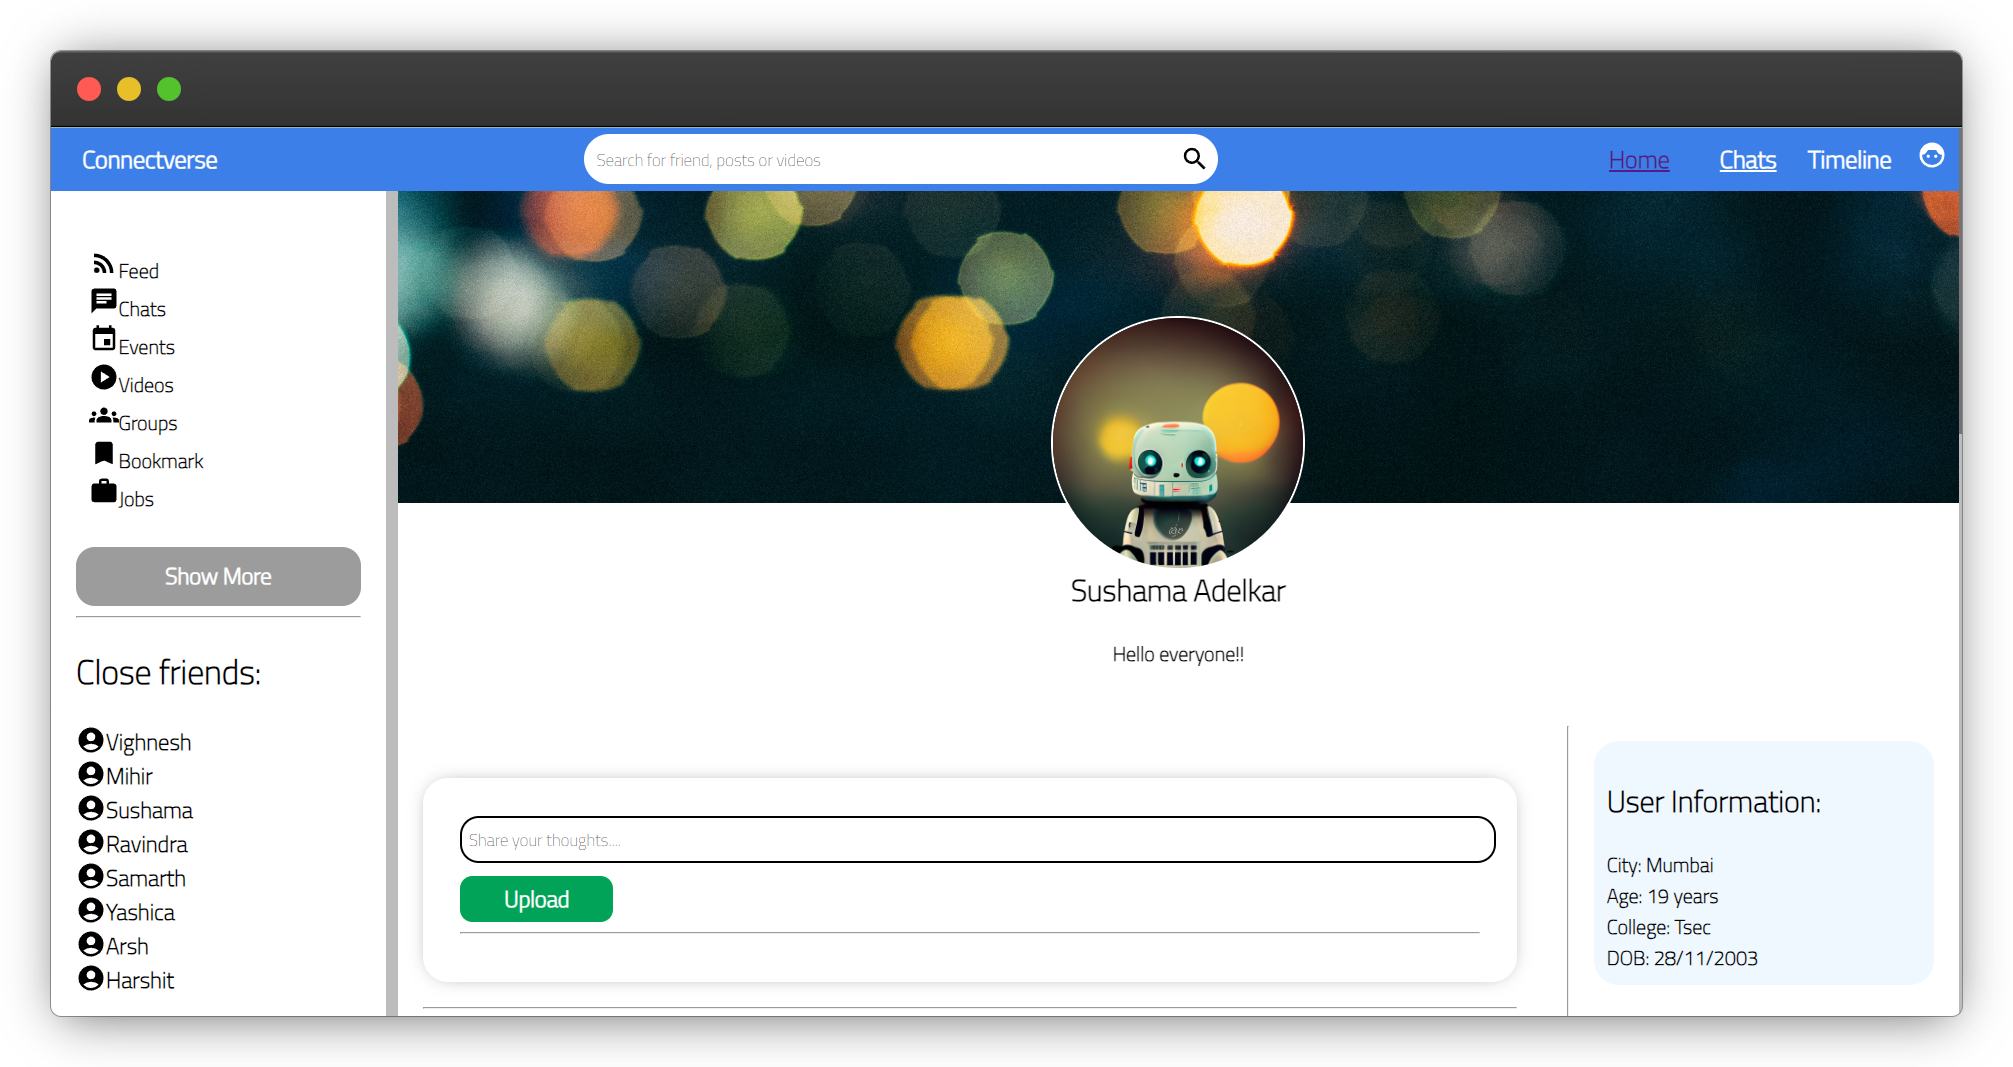 Connectverse
Search for friend, posts or videos
Home
Chats
Timeline
Feed
Chats
Events
Videos
Groups
Bookmark
Jobs
Show More
Close friends:
Vighnesh
Mihir
Sushama
Ravindra
Samarth
Yashica
Arsh
Harshit
Sushama Adelkar
Hello everyone!!
Share your thoughts....
Upload
User Information:
City: Mumbai
Age: 19 years
College: Tsec
DOB: 28/11/2003